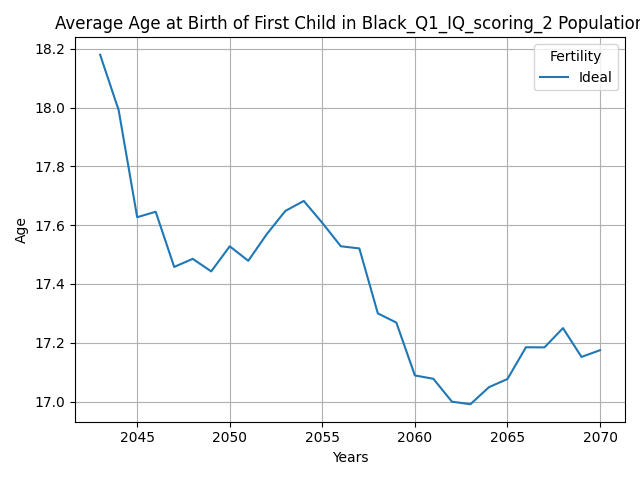 Average Age at Birth of First Child in Black_Q1_IQ_scoring_2 Population
18.2
18.0
17.8
17.6
17.4
17.2
17.0
Age
Fertility
Ideal
2045
2050
2055
2060
2065
2070
Years